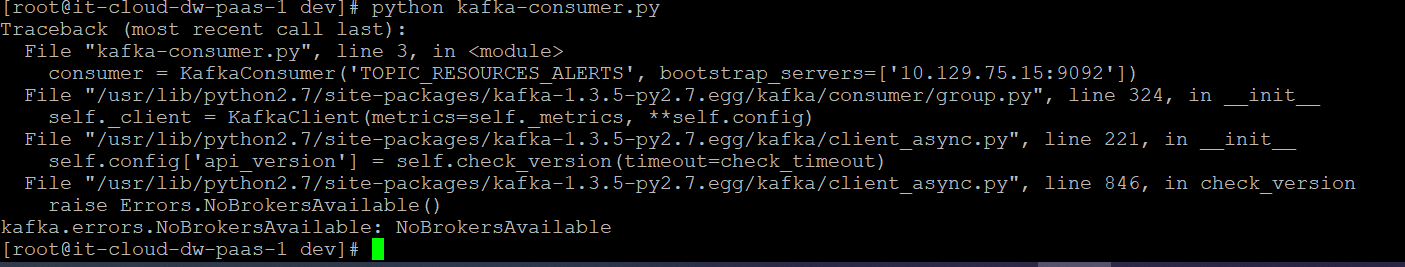 [root@it-cloud-dw-paas-1 dev]# python kafka-consumer.py
Traceback (most recent call last):
  File "kafka-consumer.py", line 3, in <module>
    consumer = KafkaConsumer('TOPIC_RESOURCES_ALERTS', bootstrap_servers=['10.129.75.15:9092'])
  File "/usr/lib/python2.7/site-packages/kafka-1.3.5-py2.7.egg/kafka/consumer/group.py", line 324, in __init__
    self._client = KafkaClient(metrics=self._metrics, **self.config)
  File "/usr/lib/python2.7/site-packages/kafka-1.3.5-py2.7.egg/kafka/client_async.py", line 221, in __init__
    self.config['api_version'] = self.check_version(timeout=check_timeout)
  File "/usr/lib/python2.7/site-packages/kafka-1.3.5-py2.7.egg/kafka/client_async.py", line 846, in check_version
    raise Errors.NoBrokersAvailable()
kafka.errors.NoBrokersAvailable: NoBrokersAvailable
[root@it-cloud-dw-paas-1 dev]#